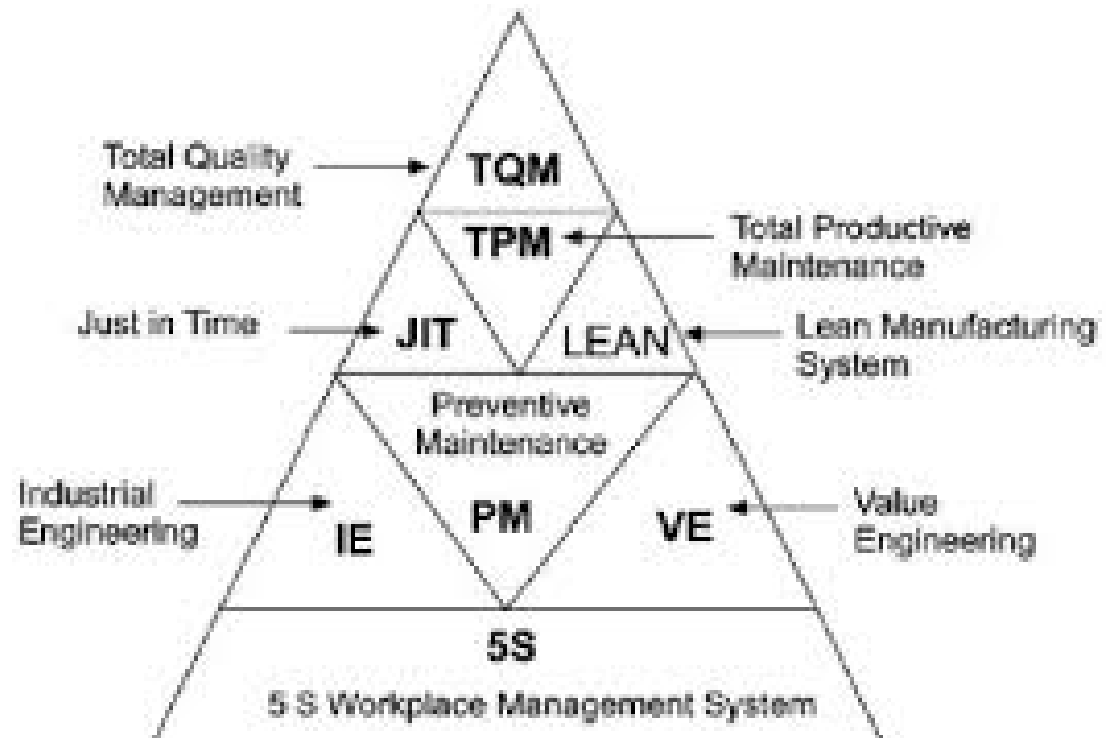 Total Quality
Management
TQM
TPM
Total Productive
Maintenance
Just in Time
JIT
LEAN
Lean Manufacturing
System
Preventive
Maintenance
Industrial
Engineering
IE
PM
VE
Value
Engineering
5S
5 S Workplace Management System